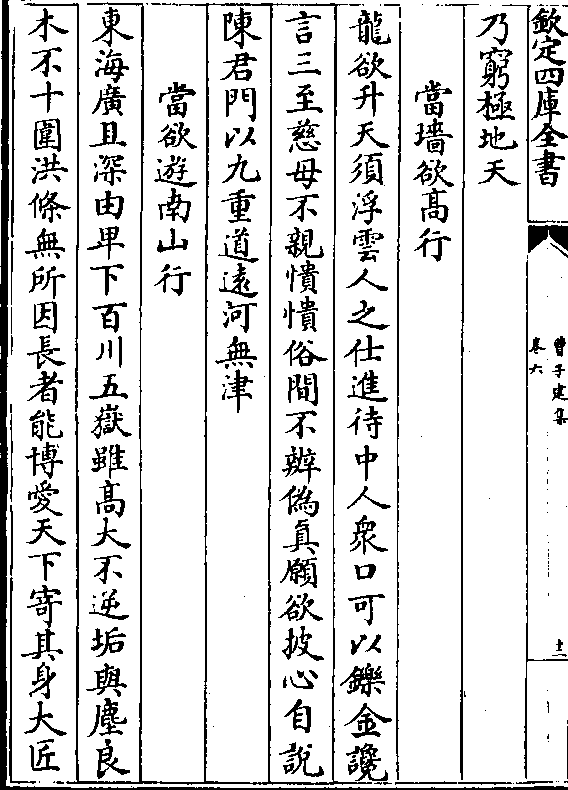 欽定四庫全書
曹子建集
卷六
十二
乃窮極地天
當墻欲髙行
龍欲升天須浮雲人之仕進待中人衆口可以鑠金讒
言三至慈母不親憒憒俗間不辨偽真願欲披心自說
陳君門以九重道逺河無津
當欲遊南山行
東海廣且深由卑下百川五嶽雖髙大不逆垢與塵良
木不十圍洪條無所因長者能博愛天下寄其身大匠